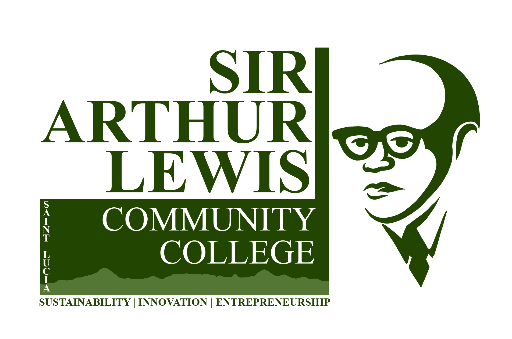 SIR
ARTHUR
LEWIS
COMMUNITY
COLLEGE
SAINT LUCIA
SUSTAINABILITY | INNOVATION | ENTREPRENEURSHIP